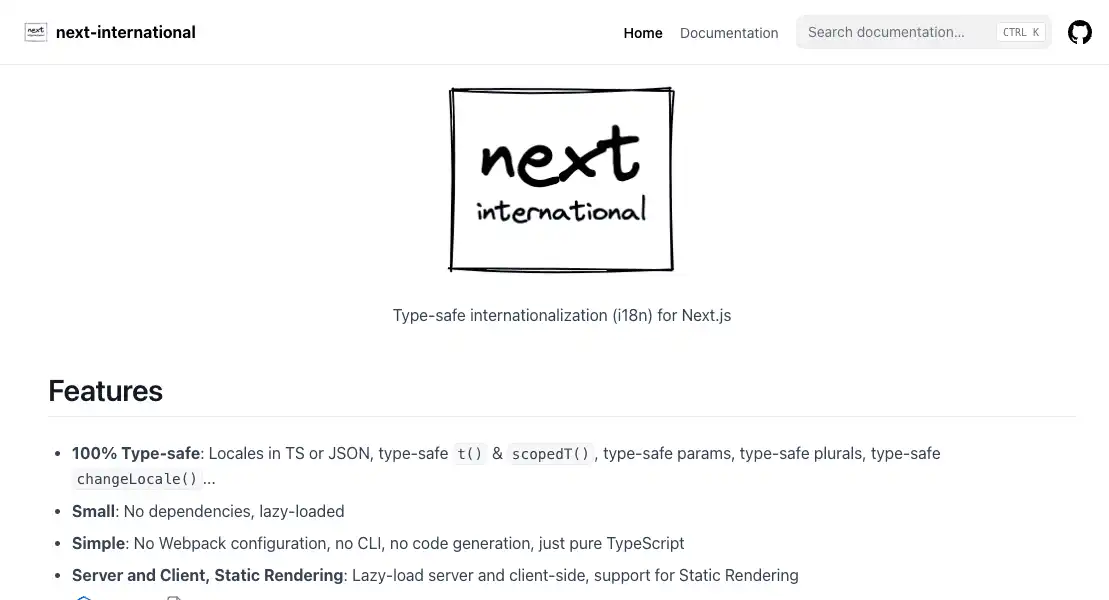 next
next-international
Home
Documentation
Search documentation...
CTRL K
next
international
Type-safe internationalization (i18n) for Next.js
Features
• 100% Type-safe: Locales in TS or JSON, type-safe t() & scopedT(), type-safe params, type-safe plurals, type-safe
changeLocale()...
• Small: No dependencies, lazy-loaded
• Simple: No Webpack configuration, no CLI, no code generation, just pure TypeScript
• Server and Client, Static Rendering: Lazy-load server and client-side, support for Static Rendering